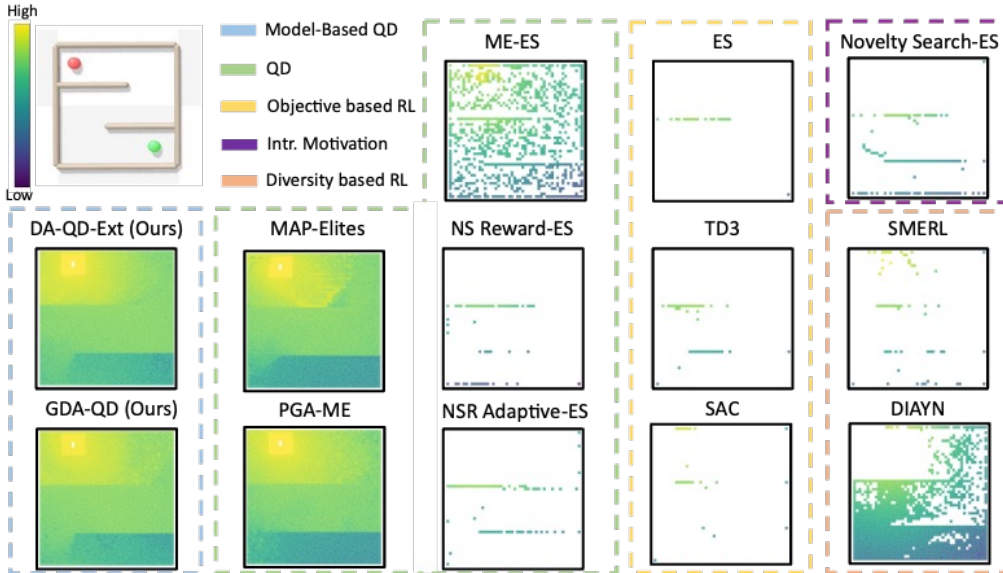 High
Low
Model-Based QD
QD
Objective based RL
Intr. Motivation
Diversity based RL
ME-ES
ES
Novelty Search-ES
DA-QD-Ext (Ours)
MAP-Elites
NS Reward-ES
TD3
SMERL
GDA-QD (Ours)
PGA-ME
NSR Adaptive-ES
SAC
DIAYN